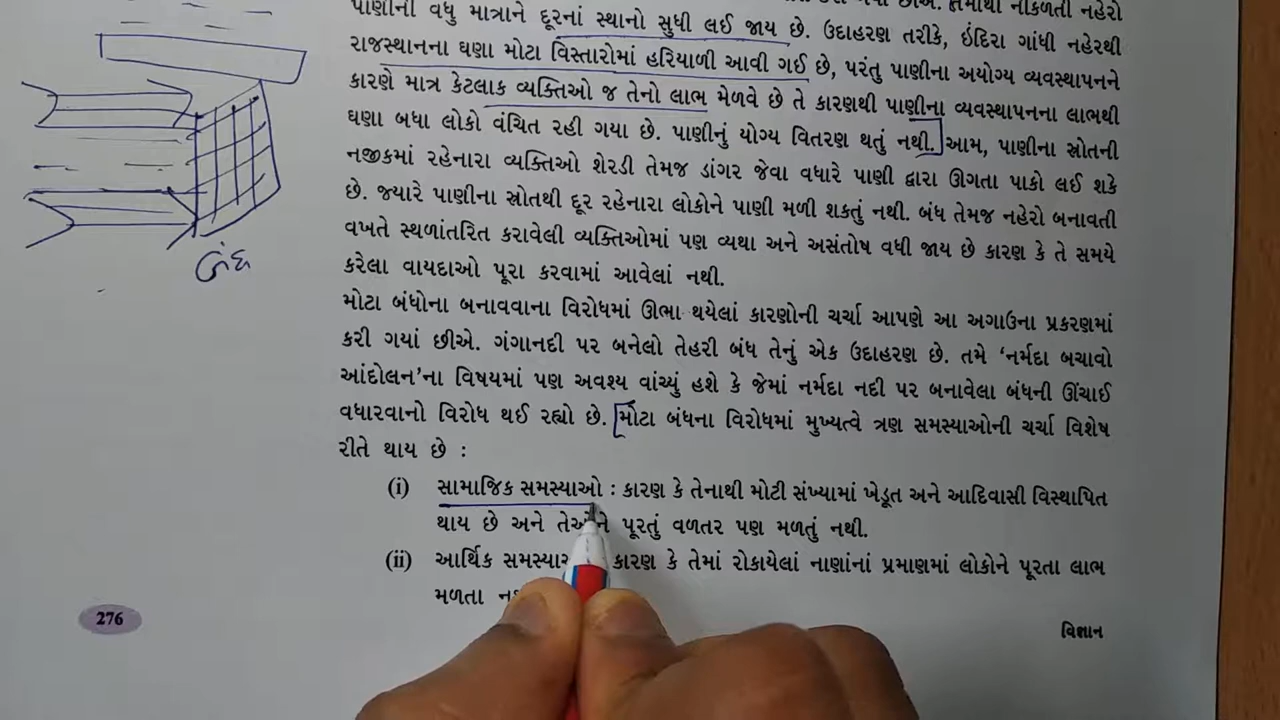 પાણીની વધુ માત્રાને દૂરનાં સ્થાનો સુધી લઈ જાય છે. ઉદાહરણ તરીકે, ઇંદિરા ગાંધી નહેરથી
રાજસ્થાનના ઘણા મોટા વિસ્તારોમાં હરિયાળી આવી ગઈ છે, પરંતુ પાણીના અયોગ્ય વ્યવસ્થાપનને
કારણે માત્ર કેટલાક વ્યક્તિઓ જ તેનો લાભ મેળવે છે તે કારણથી પાણીના વ્યવસ્થાપનના લાભથી
ઘણા બધા લોકો વંચિત રહી ગયા છે. પાણીનું યોગ્ય વિતરણ થતું નથી. આમ, પાણીના સ્રોતની
નજીકમાં રહેનારા વ્યક્તિઓ શેરડી તેમજ ડાંગર જેવા વધારે પાણી દ્વારા ઊગતા પાકો લઈ શકે
છે. જ્યારે પાણીના સ્રોતથી દૂર રહેનારા લોકોને પાણી મળી શકતું નથી. બંધ તેમજ નહેરો બનાવતી
વખતે સ્થળાંતરિત કરાવેલી વ્યક્તિઓમાં પણ વ્યથા અને અસંતોષ વધી જાય છે કારણ કે તે સમયે
કરેલા વાયદાઓ પૂરા કરવામાં આવેલાં નથી.
બંધ
મોટા બંધોના બનાવવાના વિરોધમાં ઊભા થયેલાં કારણોની ચર્ચા આપણે આ અગાઉના પ્રકરણમાં
કરી ગયાં છીએ. ગંગાનદી પર બનેલો તેહરી બંધ તેનું એક ઉદાહરણ છે. તમે ‘નર્મદા બચાવો
આંદોલન’ના વિષયમાં પણ અવશ્ય વાંચ્યું હશે કે જેમાં નર્મદા નદી પર બનાવેલા બંધની ઊંચાઈ
વધારવાનો વિરોધ થઈ રહ્યો છે. મોટા બંધના વિરોધમાં મુખ્યત્વે ત્રણ સમસ્યાઓની ચર્ચા વિશેષ
રીતે થાય છે :
(i) સામાજિક સમસ્યાઓ : કારણ કે તેનાથી મોટી સંખ્યામાં ખેડૂત અને આદિવાસી વિસ્થાપિત
થાય છે અને તેઓને પૂરતું વળતર પણ મળતું નથી.
(ii) આર્થિક કારણ કે તેમાં રોકાયેલાં નાણાંનાં પ્રમાણમાં લોકોને પૂરતા લાભ
મળતા
276
વિજ્ઞાન